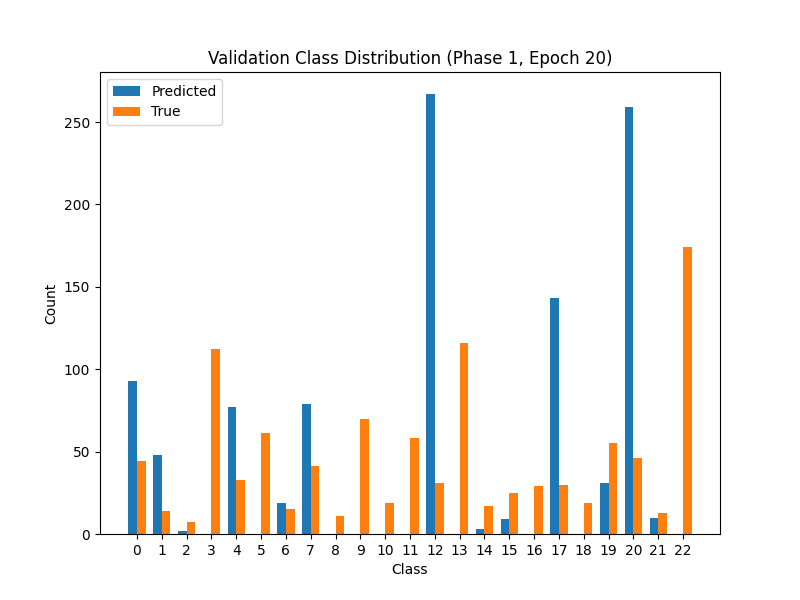 Validation Class Distribution (Phase 1, Epoch 20)
Predicted
True
250
200
150
100
50
0
Count
0 1 2 3 4 5 6 7 8 9 10 11 12 13 14 15 16 17 18 19 20 21 22
Class